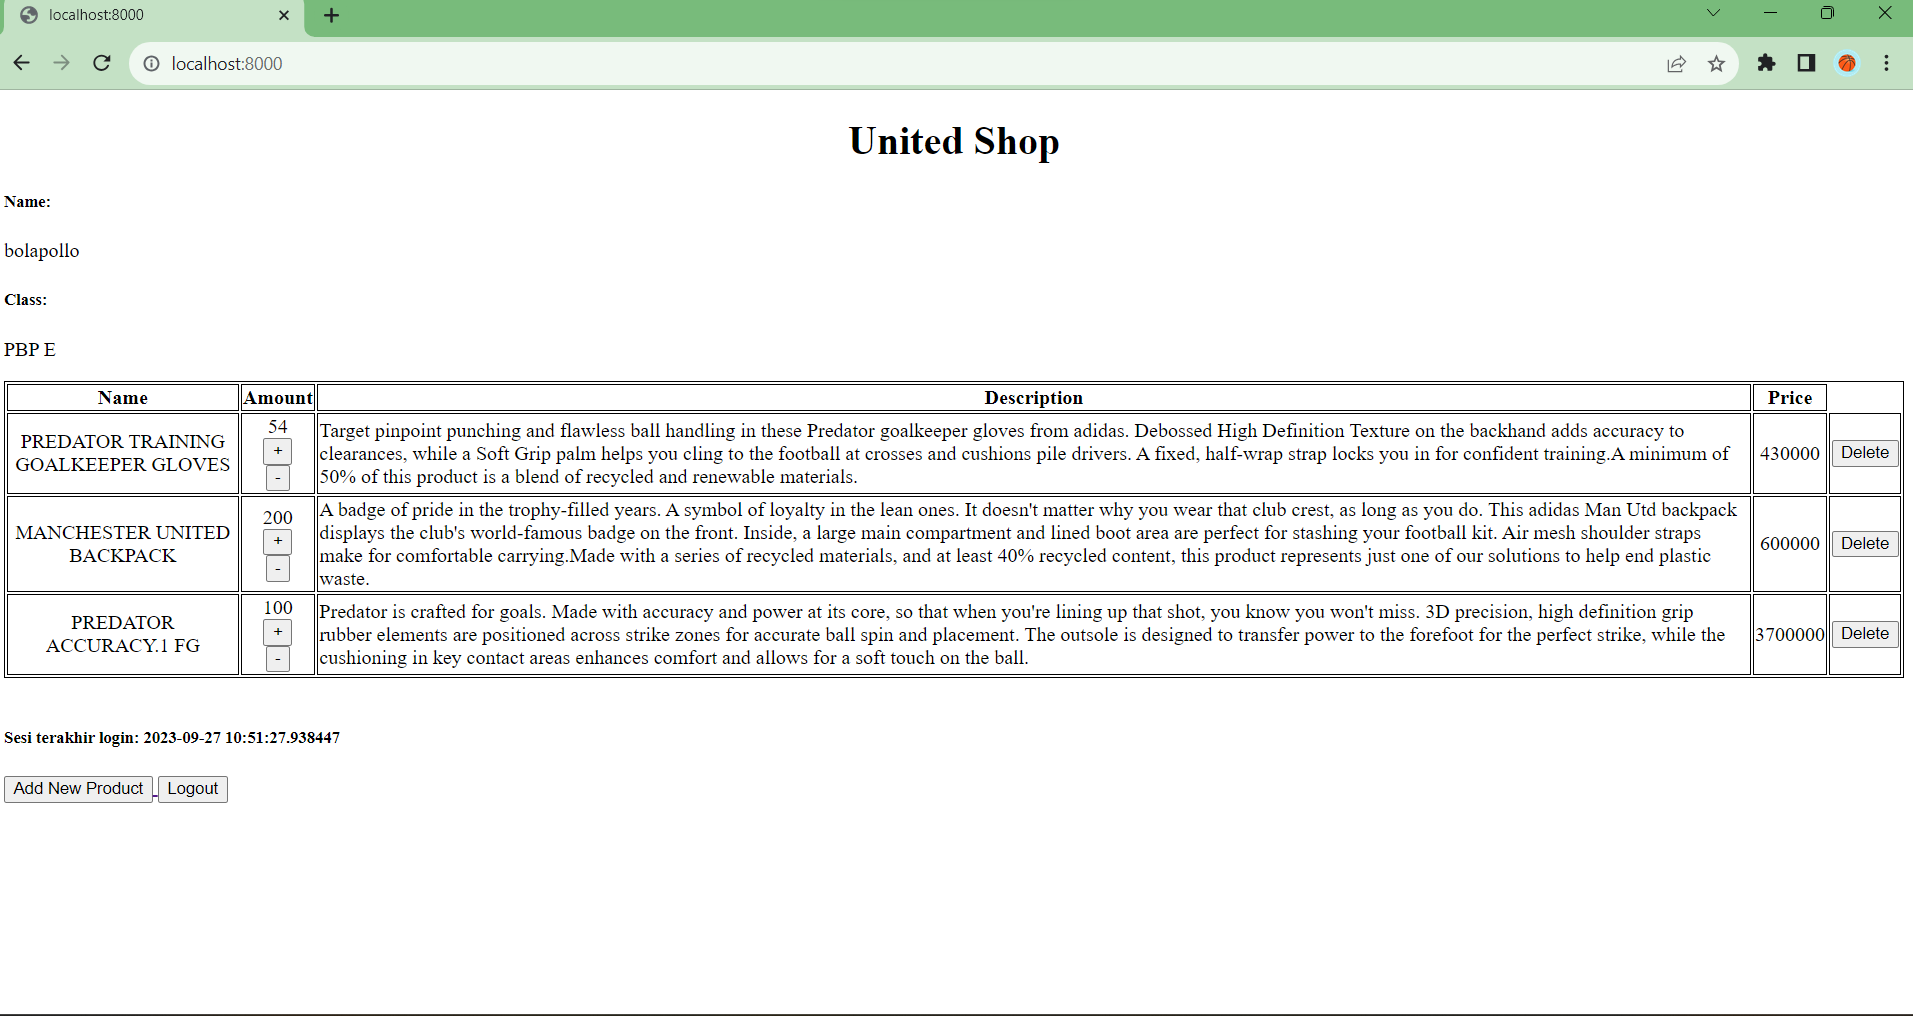 localhost:8000
localhost:8000
United Shop
Name:
bolapollo
Class:
PBP E
Name Amount Description Price
PREDATOR TRAINING
GOALKEEPER GLOVES
54
+
-
Target pinpoint punching and flawless ball handling in these Predator goalkeeper gloves from adidas. Debossed High Definition Texture on the backhand adds accuracy to
clearances, while a Soft Grip palm helps you cling to the football at crosses and cushions pile drivers. A fixed, half-wrap strap locks you in for confident training.A minimum of
50% of this product is a blend of recycled and renewable materials.
430000
Delete
MANCHESTER UNITED
BACKPACK
200
+
-
A badge of pride in the trophy-filled years. A symbol of loyalty in the lean ones. It doesn't matter why you wear that club crest, as long as you do. This adidas Man Utd backpack
displays the club's world-famous badge on the front. Inside, a large main compartment and lined boot area are perfect for stashing your football kit. Air mesh shoulder straps
make for comfortable carrying.Made with a series of recycled materials, and at least 40% recycled content, this product represents just one of our solutions to help end plastic
waste.
600000
Delete
PREDATOR
ACCURACY.1 FG
100
+
-
Predator is crafted for goals. Made with accuracy and power at its core, so that when you're lining up that shot, you know you won't miss. 3D precision, high definition grip
rubber elements are positioned across strike zones for accurate ball spin and placement. The outsole is designed to transfer power to the forefoot for the perfect strike, while the
cushioning in key contact areas enhances comfort and allows for a soft touch on the ball.
3700000
Delete
Sesi terakhir login: 2023-09-27 10:51:27.938447
Add New Product Logout